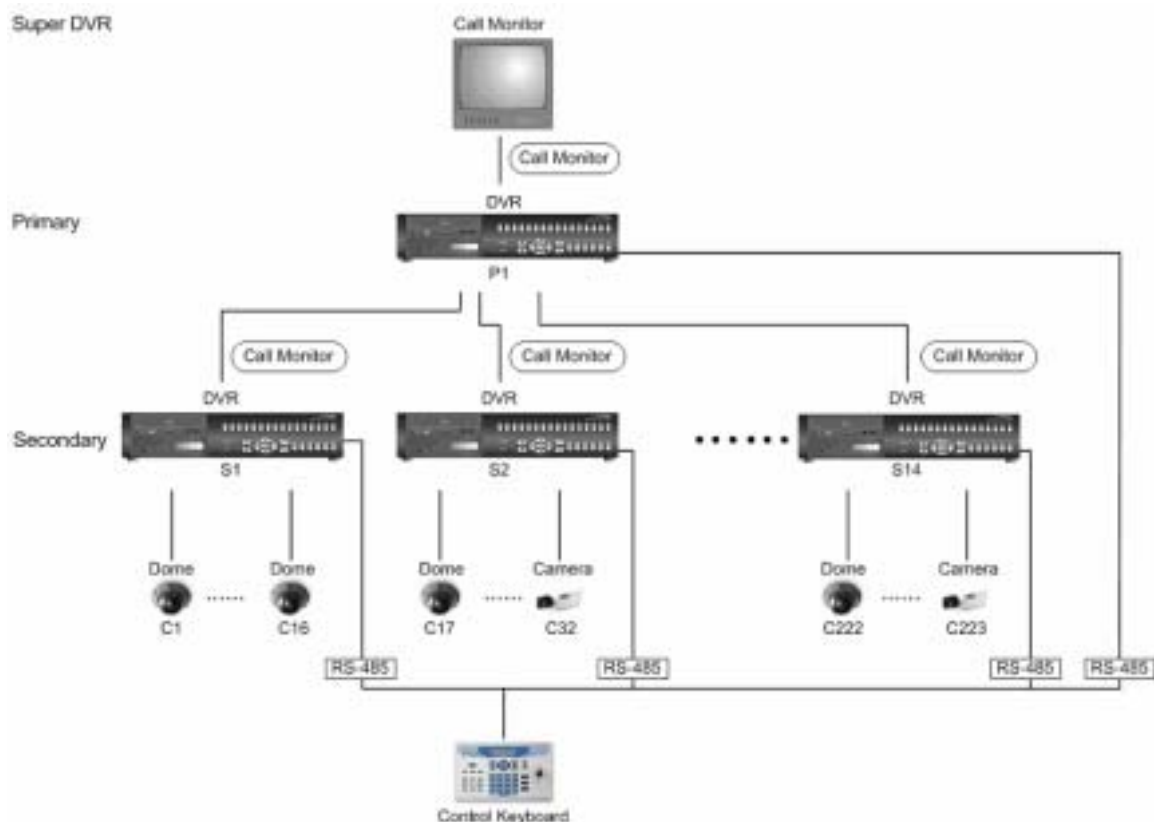 Super DVR
Call Monitor
Call Monitor
DVR
Primary
P1
Call Monitor
Call Monitor
Call Monitor
DVR
DVR
DVR
Secondary
S1
S2
S14
Dome
Dome
Dome
Camera
Dome
Camera
C1
C16
C17
C32
C222
C223
RS-485
RS-485
RS-485
RS-485
Control Keyboard